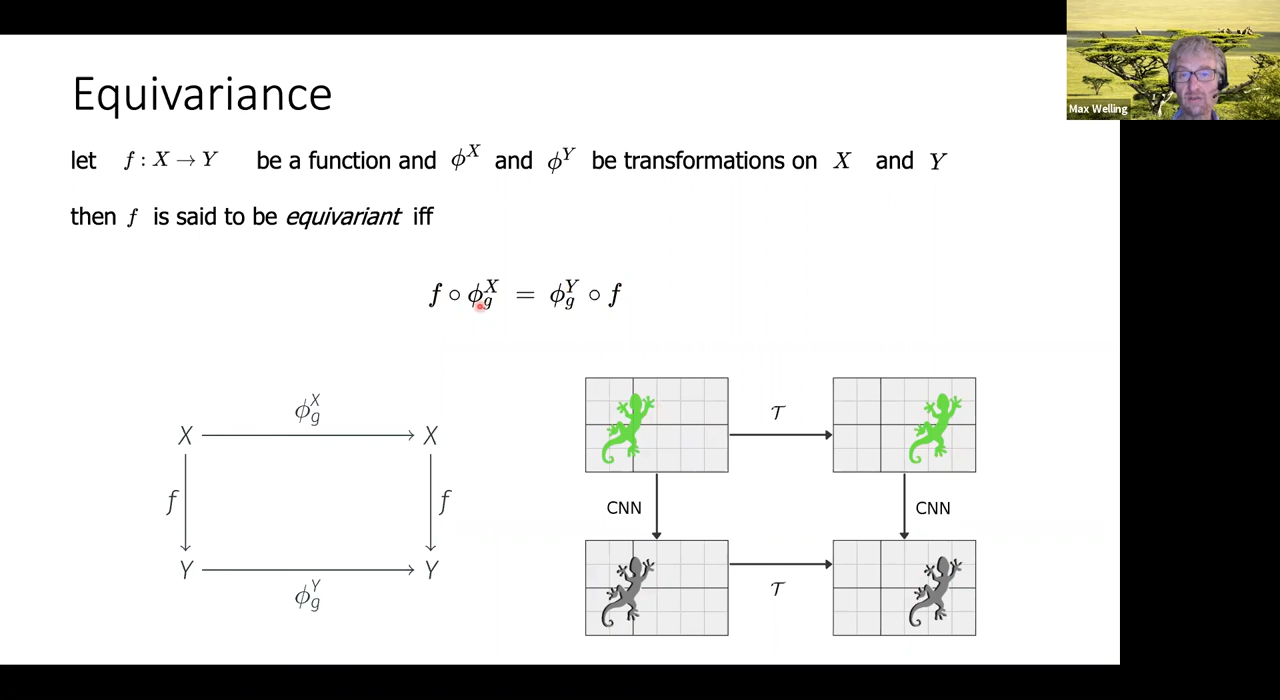 Max Welling
Equivariance
let f : X → Y be a function and ϕ^X and ϕ^Y be transformations on X and Y
then f is said to be equivariant iff
f ∘ ϕ_g^X = ϕ_g^Y ∘ f
ϕ_g^X
X X
f f
Y Y
ϕ_g^Y
𝒯
CNN CNN
𝒯